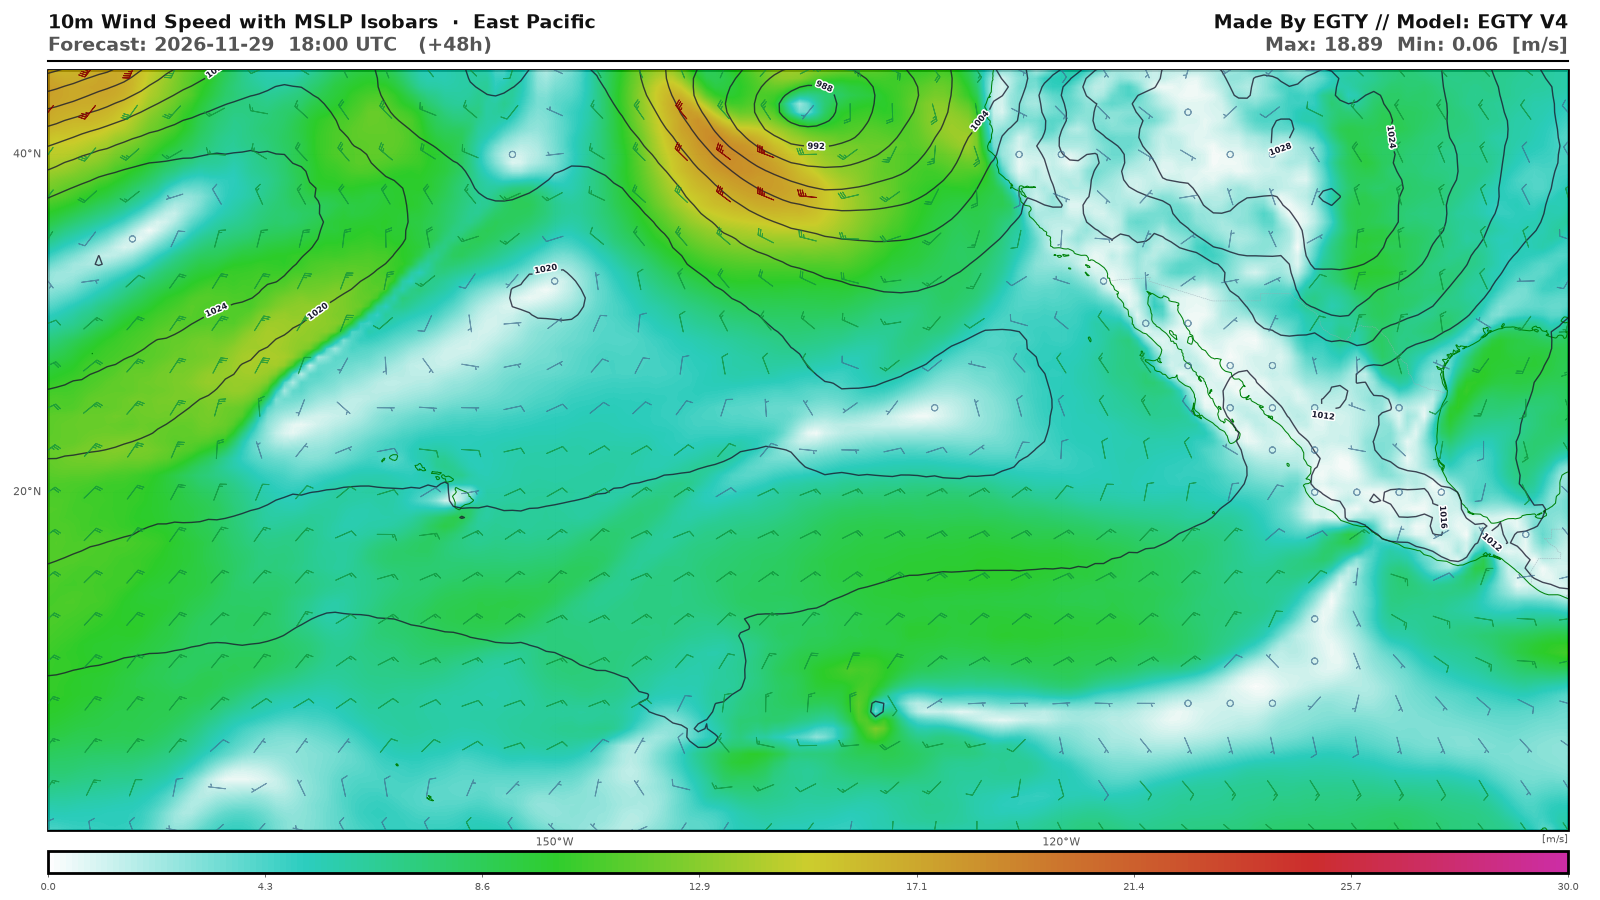 10m Wind Speed with MSLP Isobars · East Pacific
Made By EGTY // Model: EGTY V4
Forecast: 2026-11-29 18:00 UTC (+48h)
Max: 18.89 Min: 0.06 [m/s]
988
1004
992
1024
1028
40°N
1020
1024
1020
1012
20°N
1016
1012
150°W
120°W
[m/s]
0.0
4.3
8.6
12.9
17.1
21.4
25.7
30.0